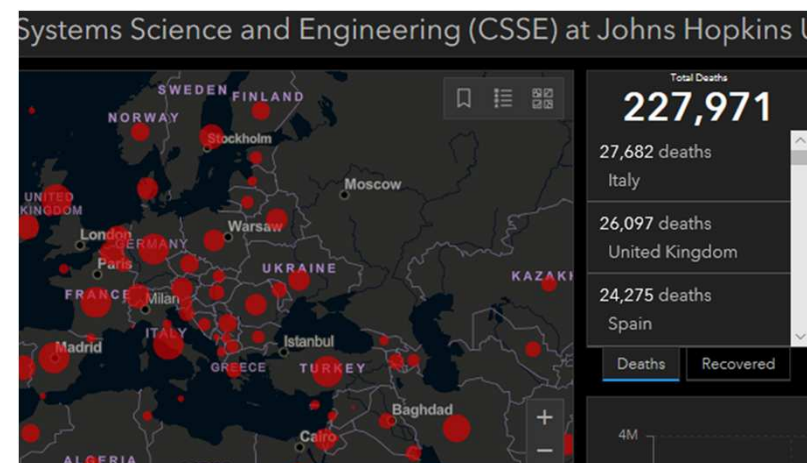 Systems Science and Engineering (CSSE) at Johns Hopkins U
SWEDEN
FINLAND
NORWAY
Stockholm
Moscow
UNITED
KINGDOM
London
Warsaw
GERMANY
Paris
UKRAINE
KAZAKH
FRANCE
Milan
ITALY
Istanbul
Madrid
GREECE
TURKEY
Baghdad
Cairo
ALGERIA
Total Deaths
227,971
27,682 deaths
Italy
26,097 deaths
United Kingdom
24,275 deaths
Spain
Deaths
Recovered
4M